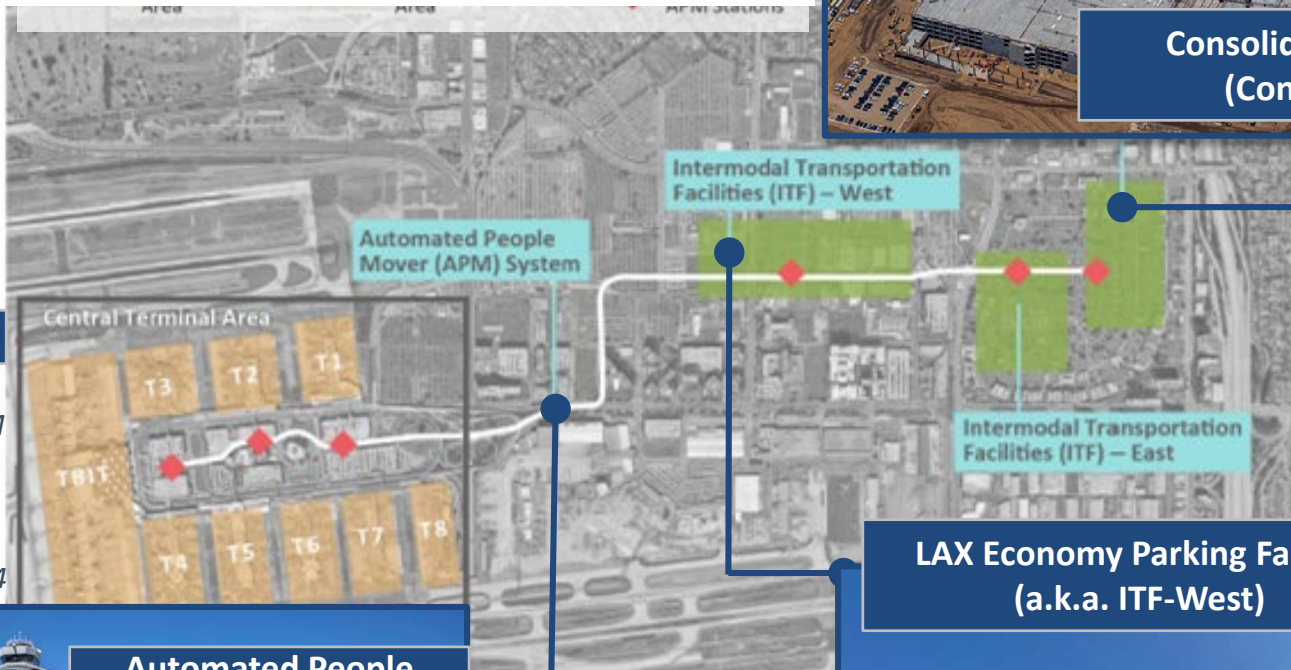 Area
Area
APM Stations
Consolid
(Con
Intermodal Transportation
Facilities (ITF) – West
Automated People
Mover (APM) System
Central Terminal Area
T3
T2
T1
TBIT
T4
T5
T6
T7
T8
Intermodal Transportation
Facilities (ITF) – East
LAX Economy Parking Fa
(a.k.a. ITF-West)
Automated People